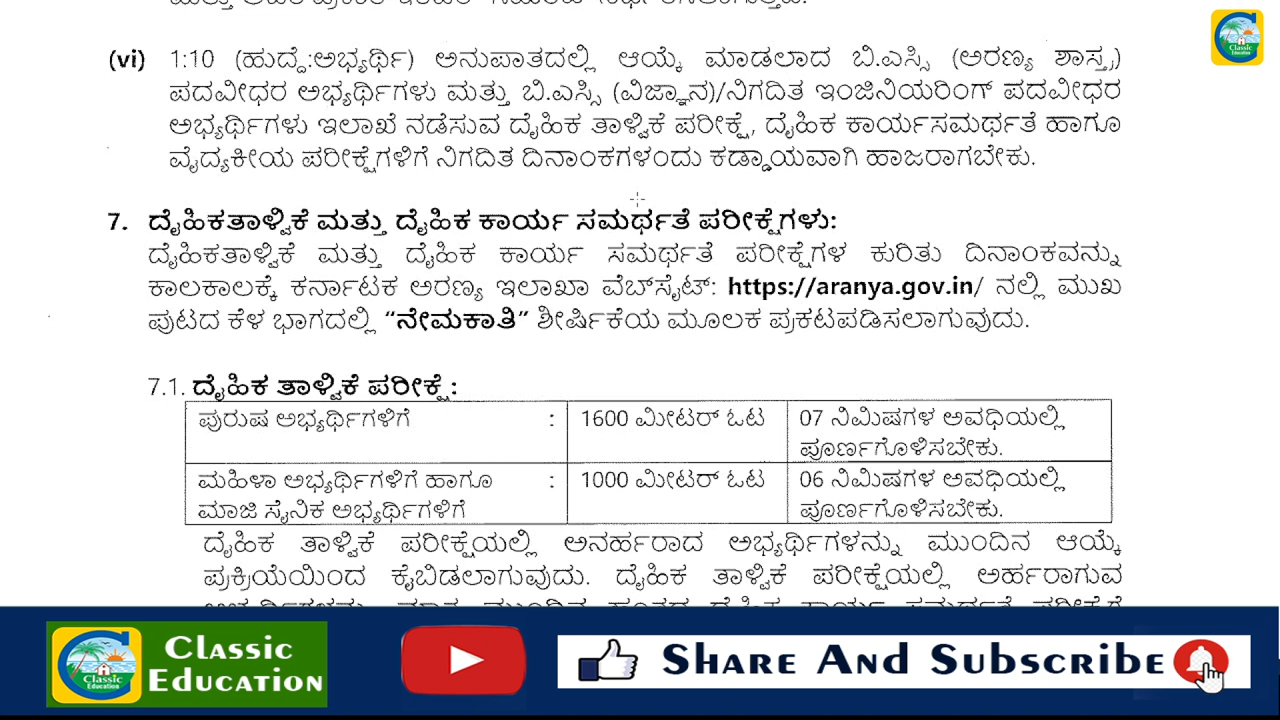 (vi) 1:10 (ಹುದ್ದೆ:ಅಭ್ಯರ್ಥಿ) ಅನುಪಾತದಲ್ಲಿ ಆಯ್ಕೆ ಮಾಡಲಾದ ಬಿ.ಎಸ್ಸಿ (ಅರಣ್ಯ ಶಾಸ್ತ್ರ)
ಪದವೀಧರ ಅಭ್ಯರ್ಥಿಗಳು ಮತ್ತು ಬಿ.ಎಸ್ಸಿ (ವಿಜ್ಞಾನ)/ನಿಗದಿತ ಇಂಜಿನಿಯರಿಂಗ್ ಪದವೀಧರ
ಅಭ್ಯರ್ಥಿಗಳು ಇಲಾಖೆ ನಡೆಸುವ ದೈಹಿಕ ತಾಳ್ವಿಕೆ ಪರೀಕ್ಷೆ, ದೈಹಿಕ ಕಾರ್ಯಸಮರ್ಥತೆ ಹಾಗೂ
ವೈದ್ಯಕೀಯ ಪರೀಕ್ಷೆಗಳಿಗೆ ನಿಗದಿತ ದಿನಾಂಕಗಳಂದು ಕಡ್ಡಾಯವಾಗಿ ಹಾಜರಾಗಬೇಕು.
7. ದೈಹಿಕತಾಳ್ವಿಕೆ ಮತ್ತು ದೈಹಿಕ ಕಾರ್ಯ ಸಮರ್ಥತೆ ಪರೀಕ್ಷೆಗಳು:
ದೈಹಿಕತಾಳ್ವಿಕೆ ಮತ್ತು ದೈಹಿಕ ಕಾರ್ಯ ಸಮರ್ಥತೆ ಪರೀಕ್ಷೆಗಳ ಕುರಿತು ದಿನಾಂಕವನ್ನು
ಕಾಲಕಾಲಕ್ಕೆ ಕರ್ನಾಟಕ ಅರಣ್ಯ ಇಲಾಖಾ ವೆಬ್‌ಸೈಟ್: https://aranya.gov.in/ ನಲ್ಲಿ ಮುಖ
ಪುಟದ ಕೆಳ ಭಾಗದಲ್ಲಿ "ನೇಮಕಾತಿ" ಶೀರ್ಷಿಕೆಯ ಮೂಲಕ ಪ್ರಕಟಪಡಿಸಲಾಗುವುದು.
7.1. ದೈಹಿಕ ತಾಳ್ವಿಕೆ ಪರೀಕ್ಷೆ:
ಪುರುಷ ಅಭ್ಯರ್ಥಿಗಳಿಗೆ : 1600 ಮೀಟರ್ ಓಟ 07 ನಿಮಿಷಗಳ ಅವಧಿಯಲ್ಲಿ
ಪೂರ್ಣಗೊಳಿಸಬೇಕು.
ಮಹಿಳಾ ಅಭ್ಯರ್ಥಿಗಳಿಗೆ ಹಾಗೂ : 1000 ಮೀಟರ್ ಓಟ 06 ನಿಮಿಷಗಳ ಅವಧಿಯಲ್ಲಿ
ಮಾಜಿ ಸೈನಿಕ ಅಭ್ಯರ್ಥಿಗಳಿಗೆ ಪೂರ್ಣಗೊಳಿಸಬೇಕು.
ದೈಹಿಕ ತಾಳ್ವಿಕೆ ಪರೀಕ್ಷೆಯಲ್ಲಿ ಅನರ್ಹರಾದ ಅಭ್ಯರ್ಥಿಗಳನ್ನು ಮುಂದಿನ ಆಯ್ಕೆ
ಪ್ರಕ್ರಿಯೆಯಿಂದ ಕೈಬಿಡಲಾಗುವುದು. ದೈಹಿಕ ತಾಳ್ವಿಕೆ ಪರೀಕ್ಷೆಯಲ್ಲಿ ಅರ್ಹರಾಗುವ
Classic
Education
Classic
Education
Classic
Education
Share And Subscribe